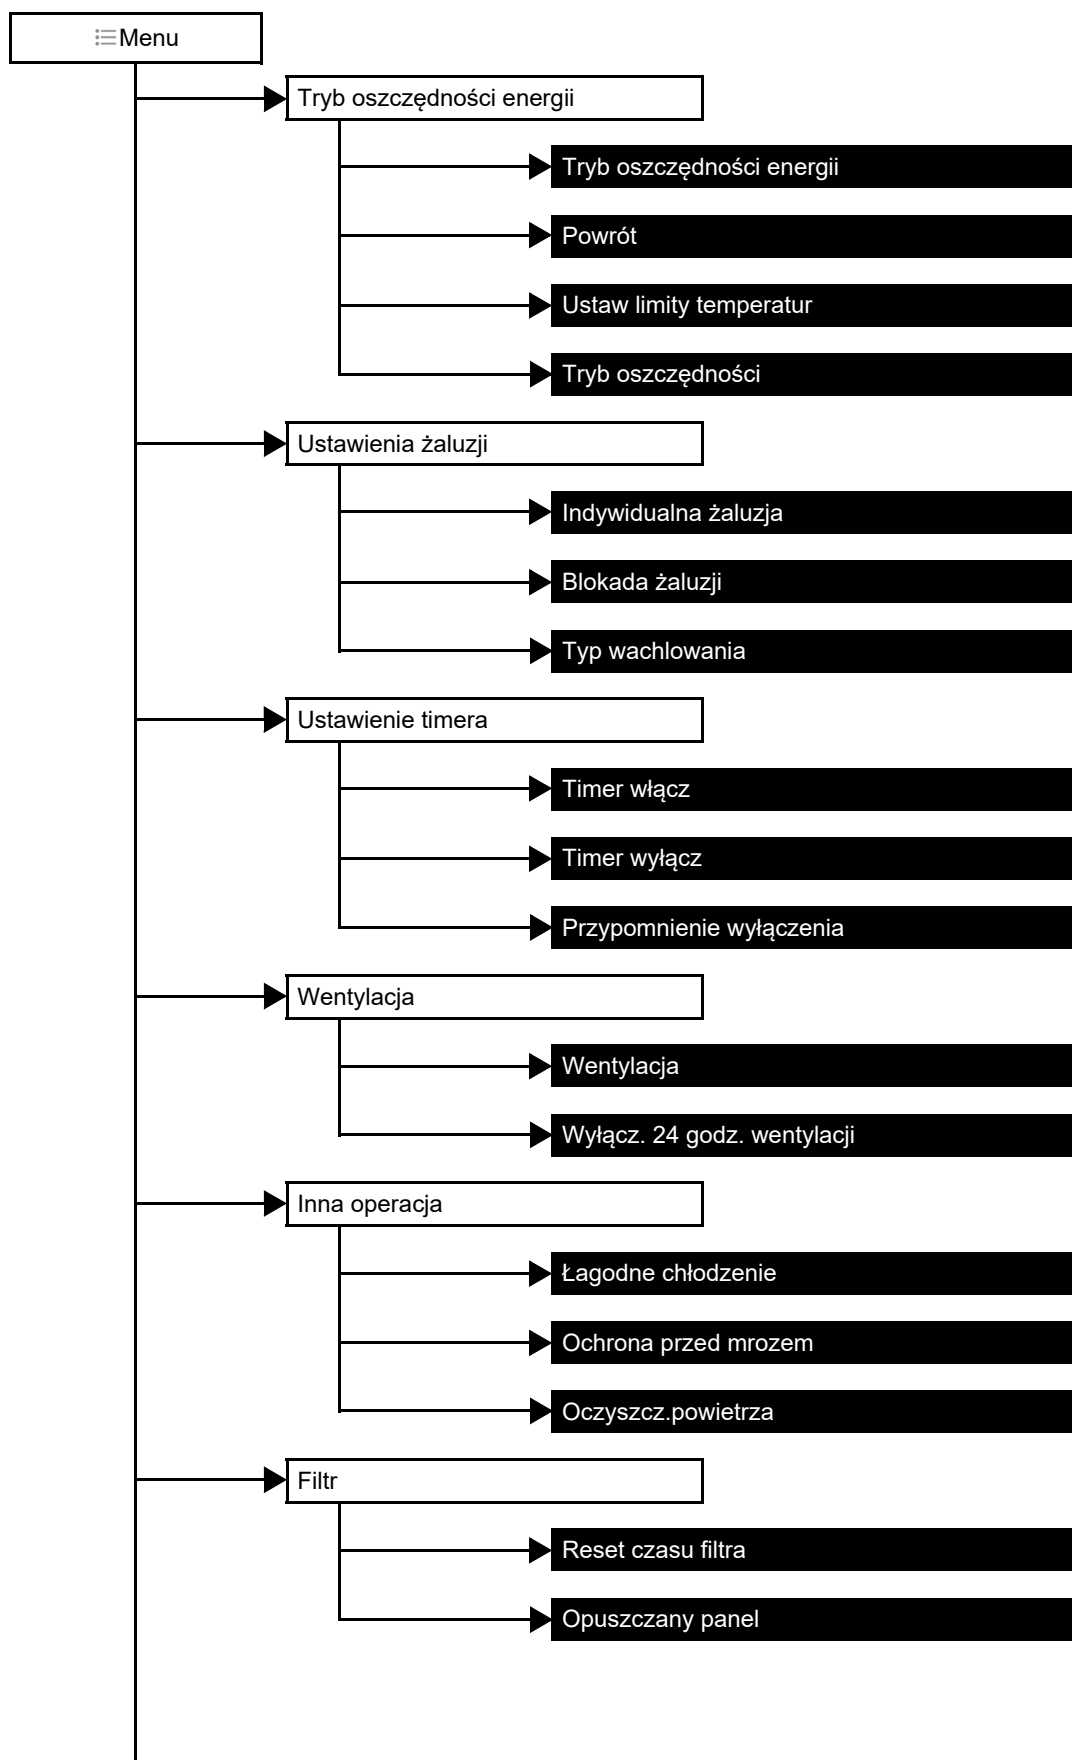 Menu
Tryb oszczędności energii
Tryb oszczędności energii
Powrót
Ustaw limity temperatur
Tryb oszczędności
Ustawienia żaluzji
Indywidualna żaluzja
Blokada żaluzji
Typ wachlowania
Ustawienie timera
Timer włącz
Timer wyłącz
Przypomnienie wyłączenia
Wentylacja
Wentylacja
Wyłącz. 24 godz. wentylacji
Inna operacja
Łagodne chłodzenie
Ochrona przed mrozem
Oczyszcz.powietrza
Filtr
Reset czasu filtra
Opuszczany panel